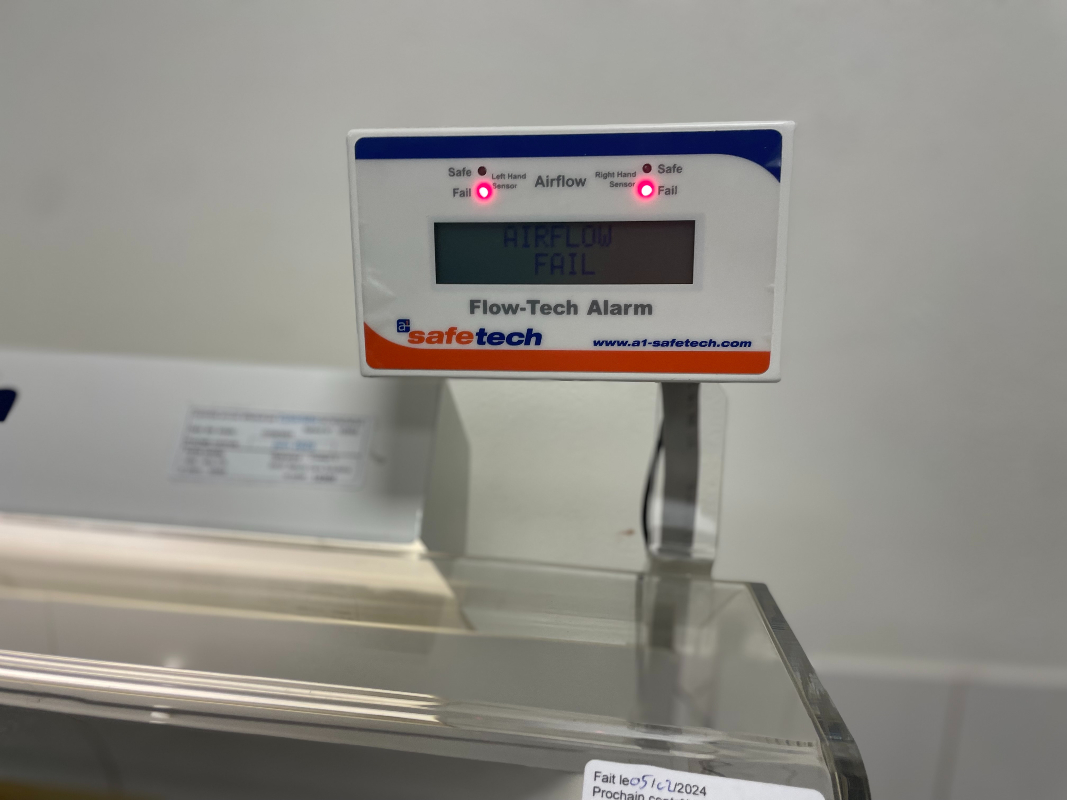 Safe
Left Hand
Sensor
Fail
Airflow
Right Hand
Sensor
Safe
Fail
AIRFLOW
FAIL
Flow-Tech Alarm
a1
safetech
www.a1-safetech.com
Fait le 05/02/2024
Prochain